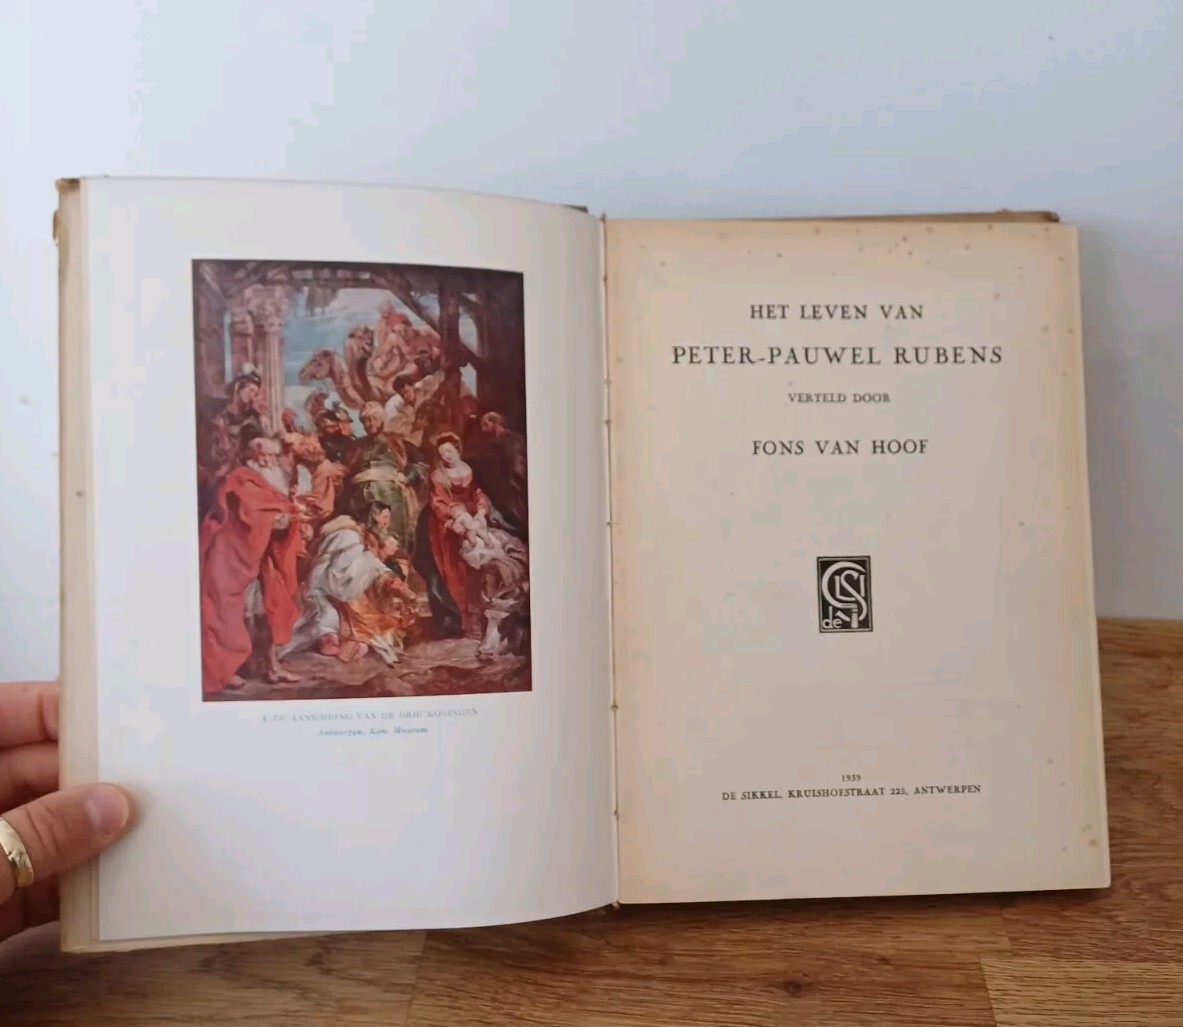 I. DE AANBIDDING VAN DE DRIE KONINGEN
Antwerpen, Kon. Museum
HET LEVEN VAN
PETER-PAUWEL RUBENS
VERTELD DOOR
FONS VAN HOOF
de S
DE SIKKEL, KRUISHOFSTRAAT 223, ANTWERPEN